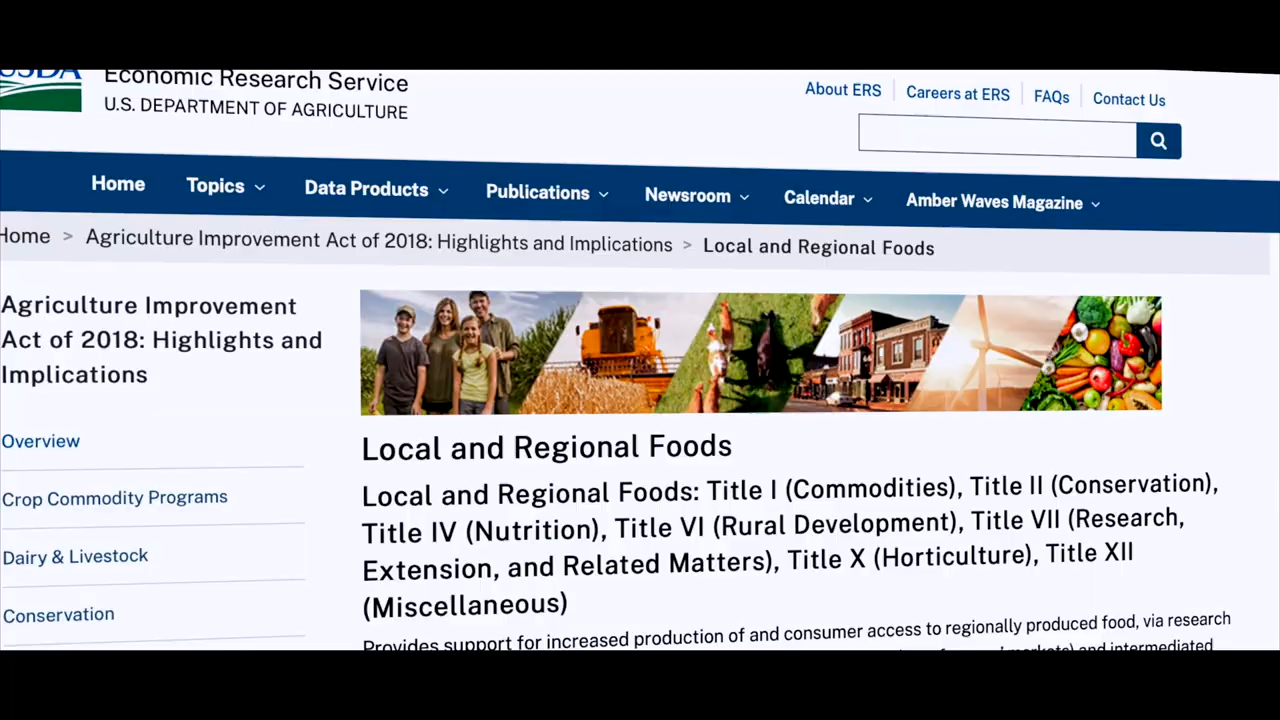 USDA
Economic Research Service
U.S. DEPARTMENT OF AGRICULTURE
About ERS
Careers at ERS
FAQs
Contact Us
Home
Topics
Data Products
Publications
Newsroom
Calendar
Amber Waves Magazine
Home > Agriculture Improvement Act of 2018: Highlights and Implications > Local and Regional Foods
Agriculture Improvement
Act of 2018: Highlights and
Implications
Overview
Crop Commodity Programs
Dairy & Livestock
Conservation
Local and Regional Foods
Local and Regional Foods: Title I (Commodities), Title II (Conservation),
Title IV (Nutrition), Title VI (Rural Development), Title VII (Research,
Extension, and Related Matters), Title X (Horticulture), Title XII
(Miscellaneous)
Provides support for increased production of and consumer access to regionally produced food, via research
markets) and intermediated